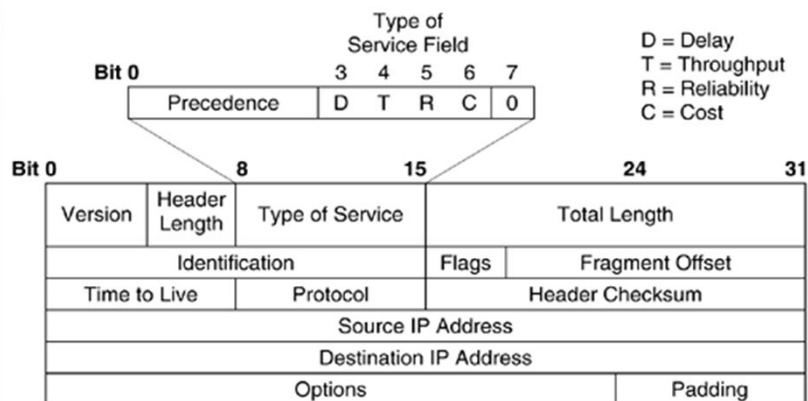 Type of
Service Field
D = Delay
T = Throughput
R = Reliability
C = Cost
Bit 0 3 4 5 6 7
Precedence D T R C 0
Bit 0 8 15 24 31
Version Header Length Type of Service Total Length
Identification Flags Fragment Offset
Time to Live Protocol Header Checksum
Source IP Address
Destination IP Address
Options Padding